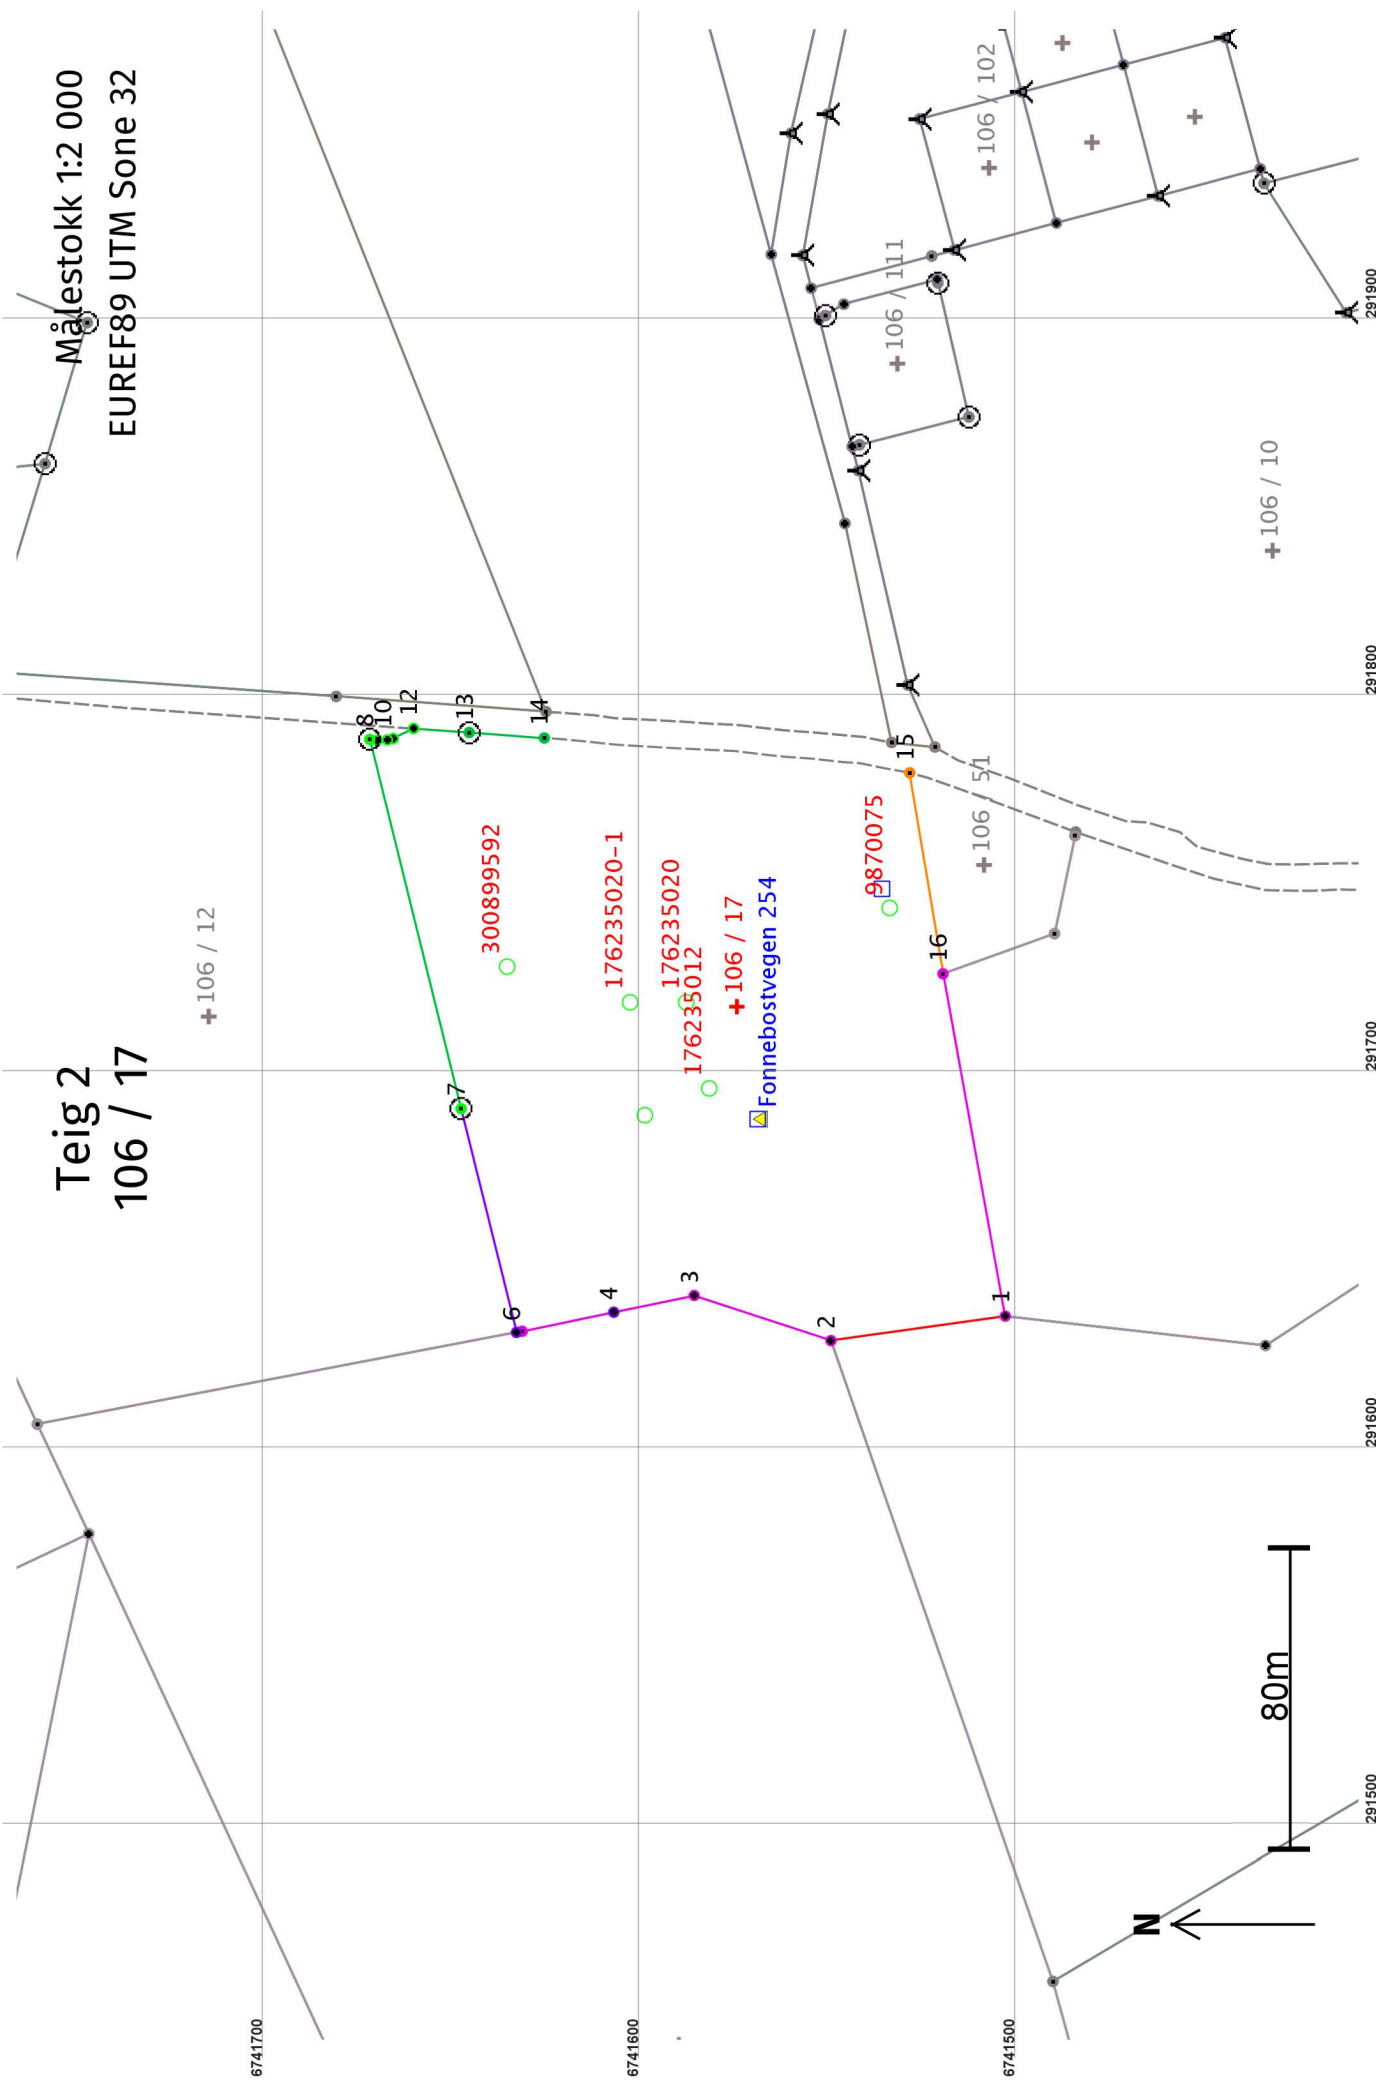 Teig 2
106 / 17
Målestokk 1:2 000
EUREF89 UTM Sone 32
106 / 12
8
10
12
13
14
7
6
4
3
2
1
16
15
300899592
176235020-1
176235020
176235012
106 / 17
Fonnebostvegen 254
9870075
106 / 51
106 / 111
106 / 102
106 / 10
80m
N
6741700
6741600
6741500
291500
291600
291700
291800
291900